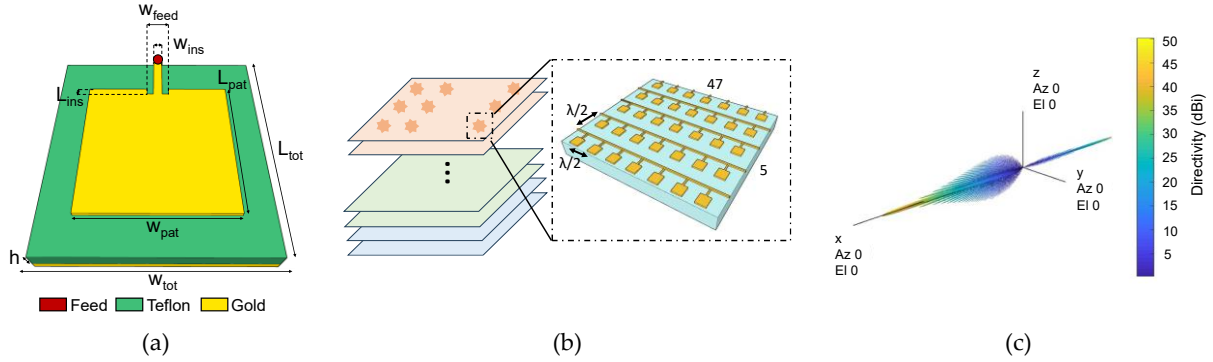 w_feed
w_ins
L_pat
L_ins
L_tot
w_pat
h
w_tot
Feed Teflon Gold
(a)
47
λ/2
λ/2
5
(b)
z
Az 0
El 0
y
Az 0
El 0
x
Az 0
El 0
50
45
40
35
30
25
20
15
10
5
Directivity (dBi)
(c)